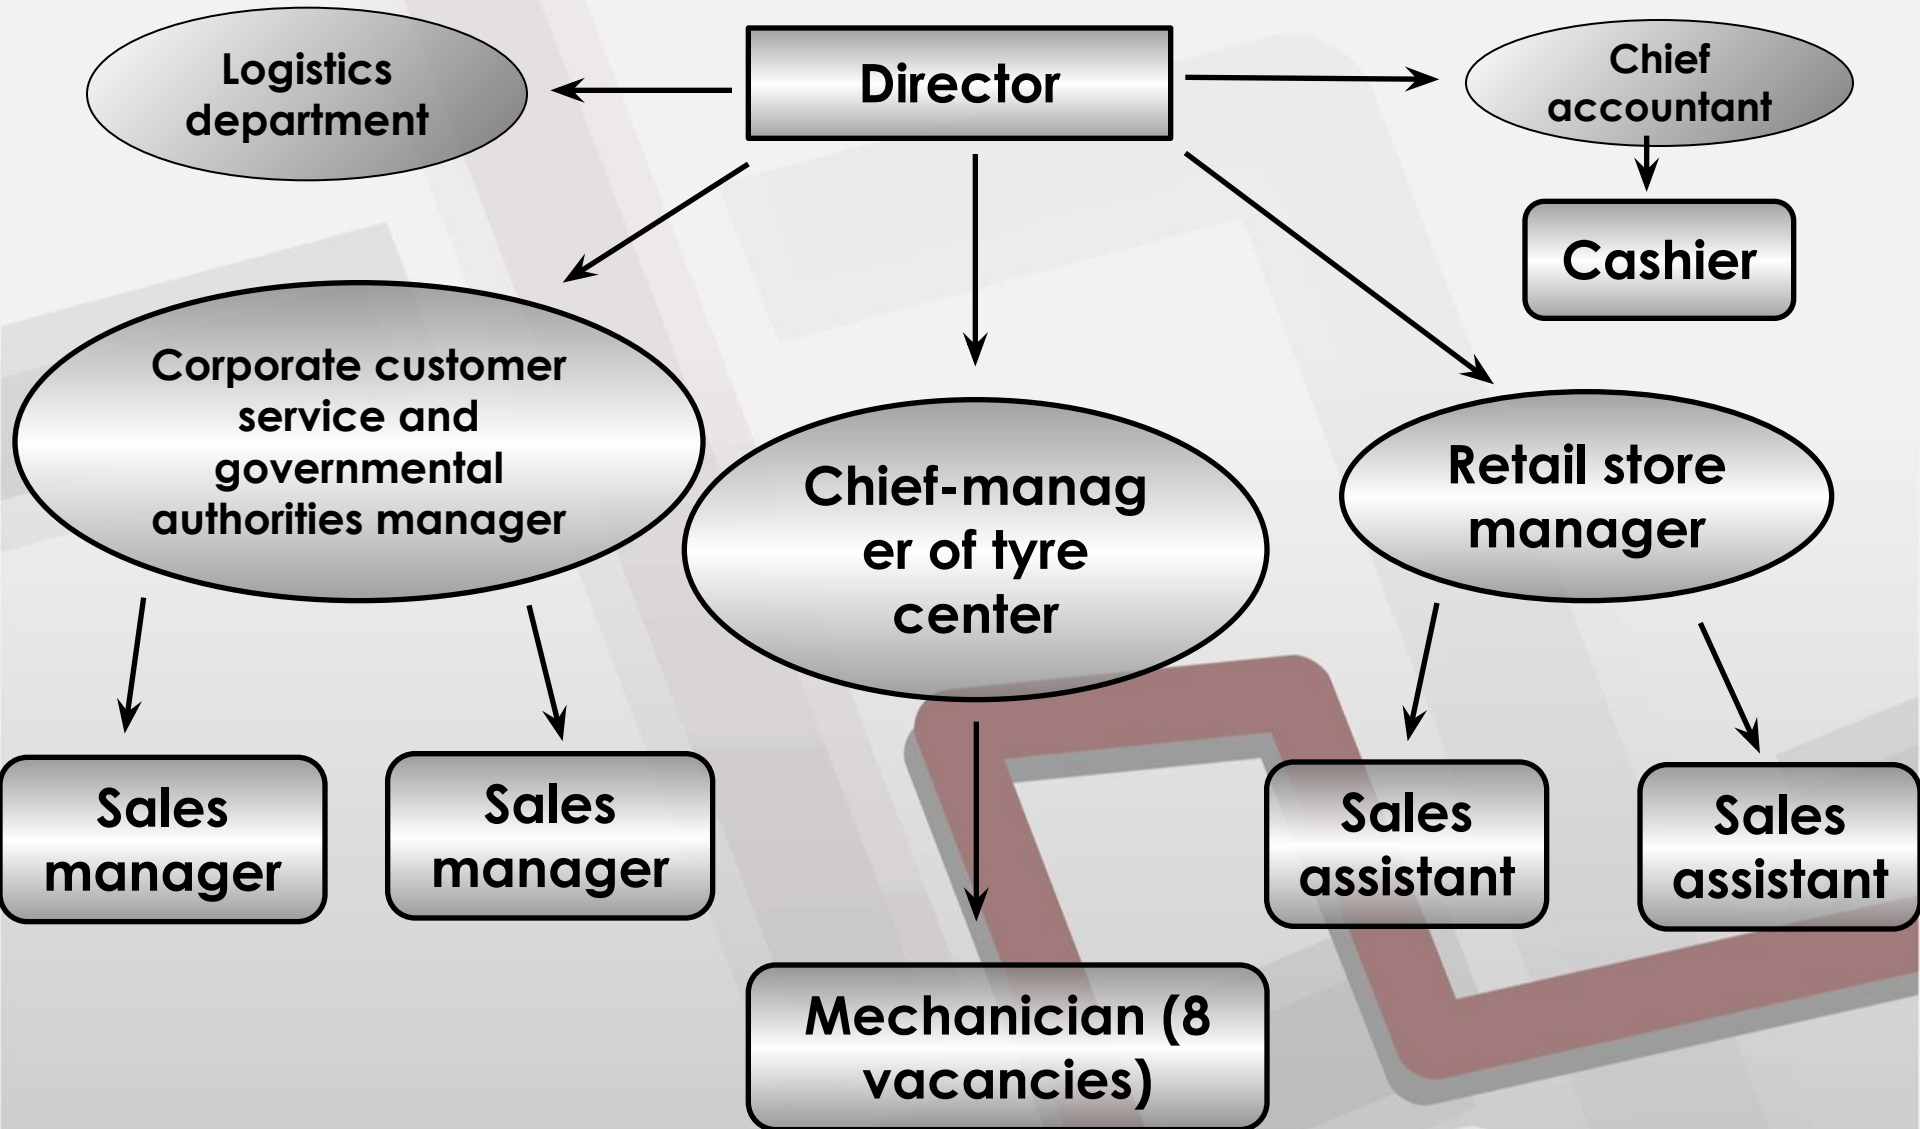 Logistics
department
Director
Chief
accountant
Cashier
Corporate customer
service and
governmental
authorities manager
Chief-manag
er of tyre
center
Retail store
manager
Sales
manager
Sales
manager
Sales
assistant
Sales
assistant
Mechanician (8
vacancies)